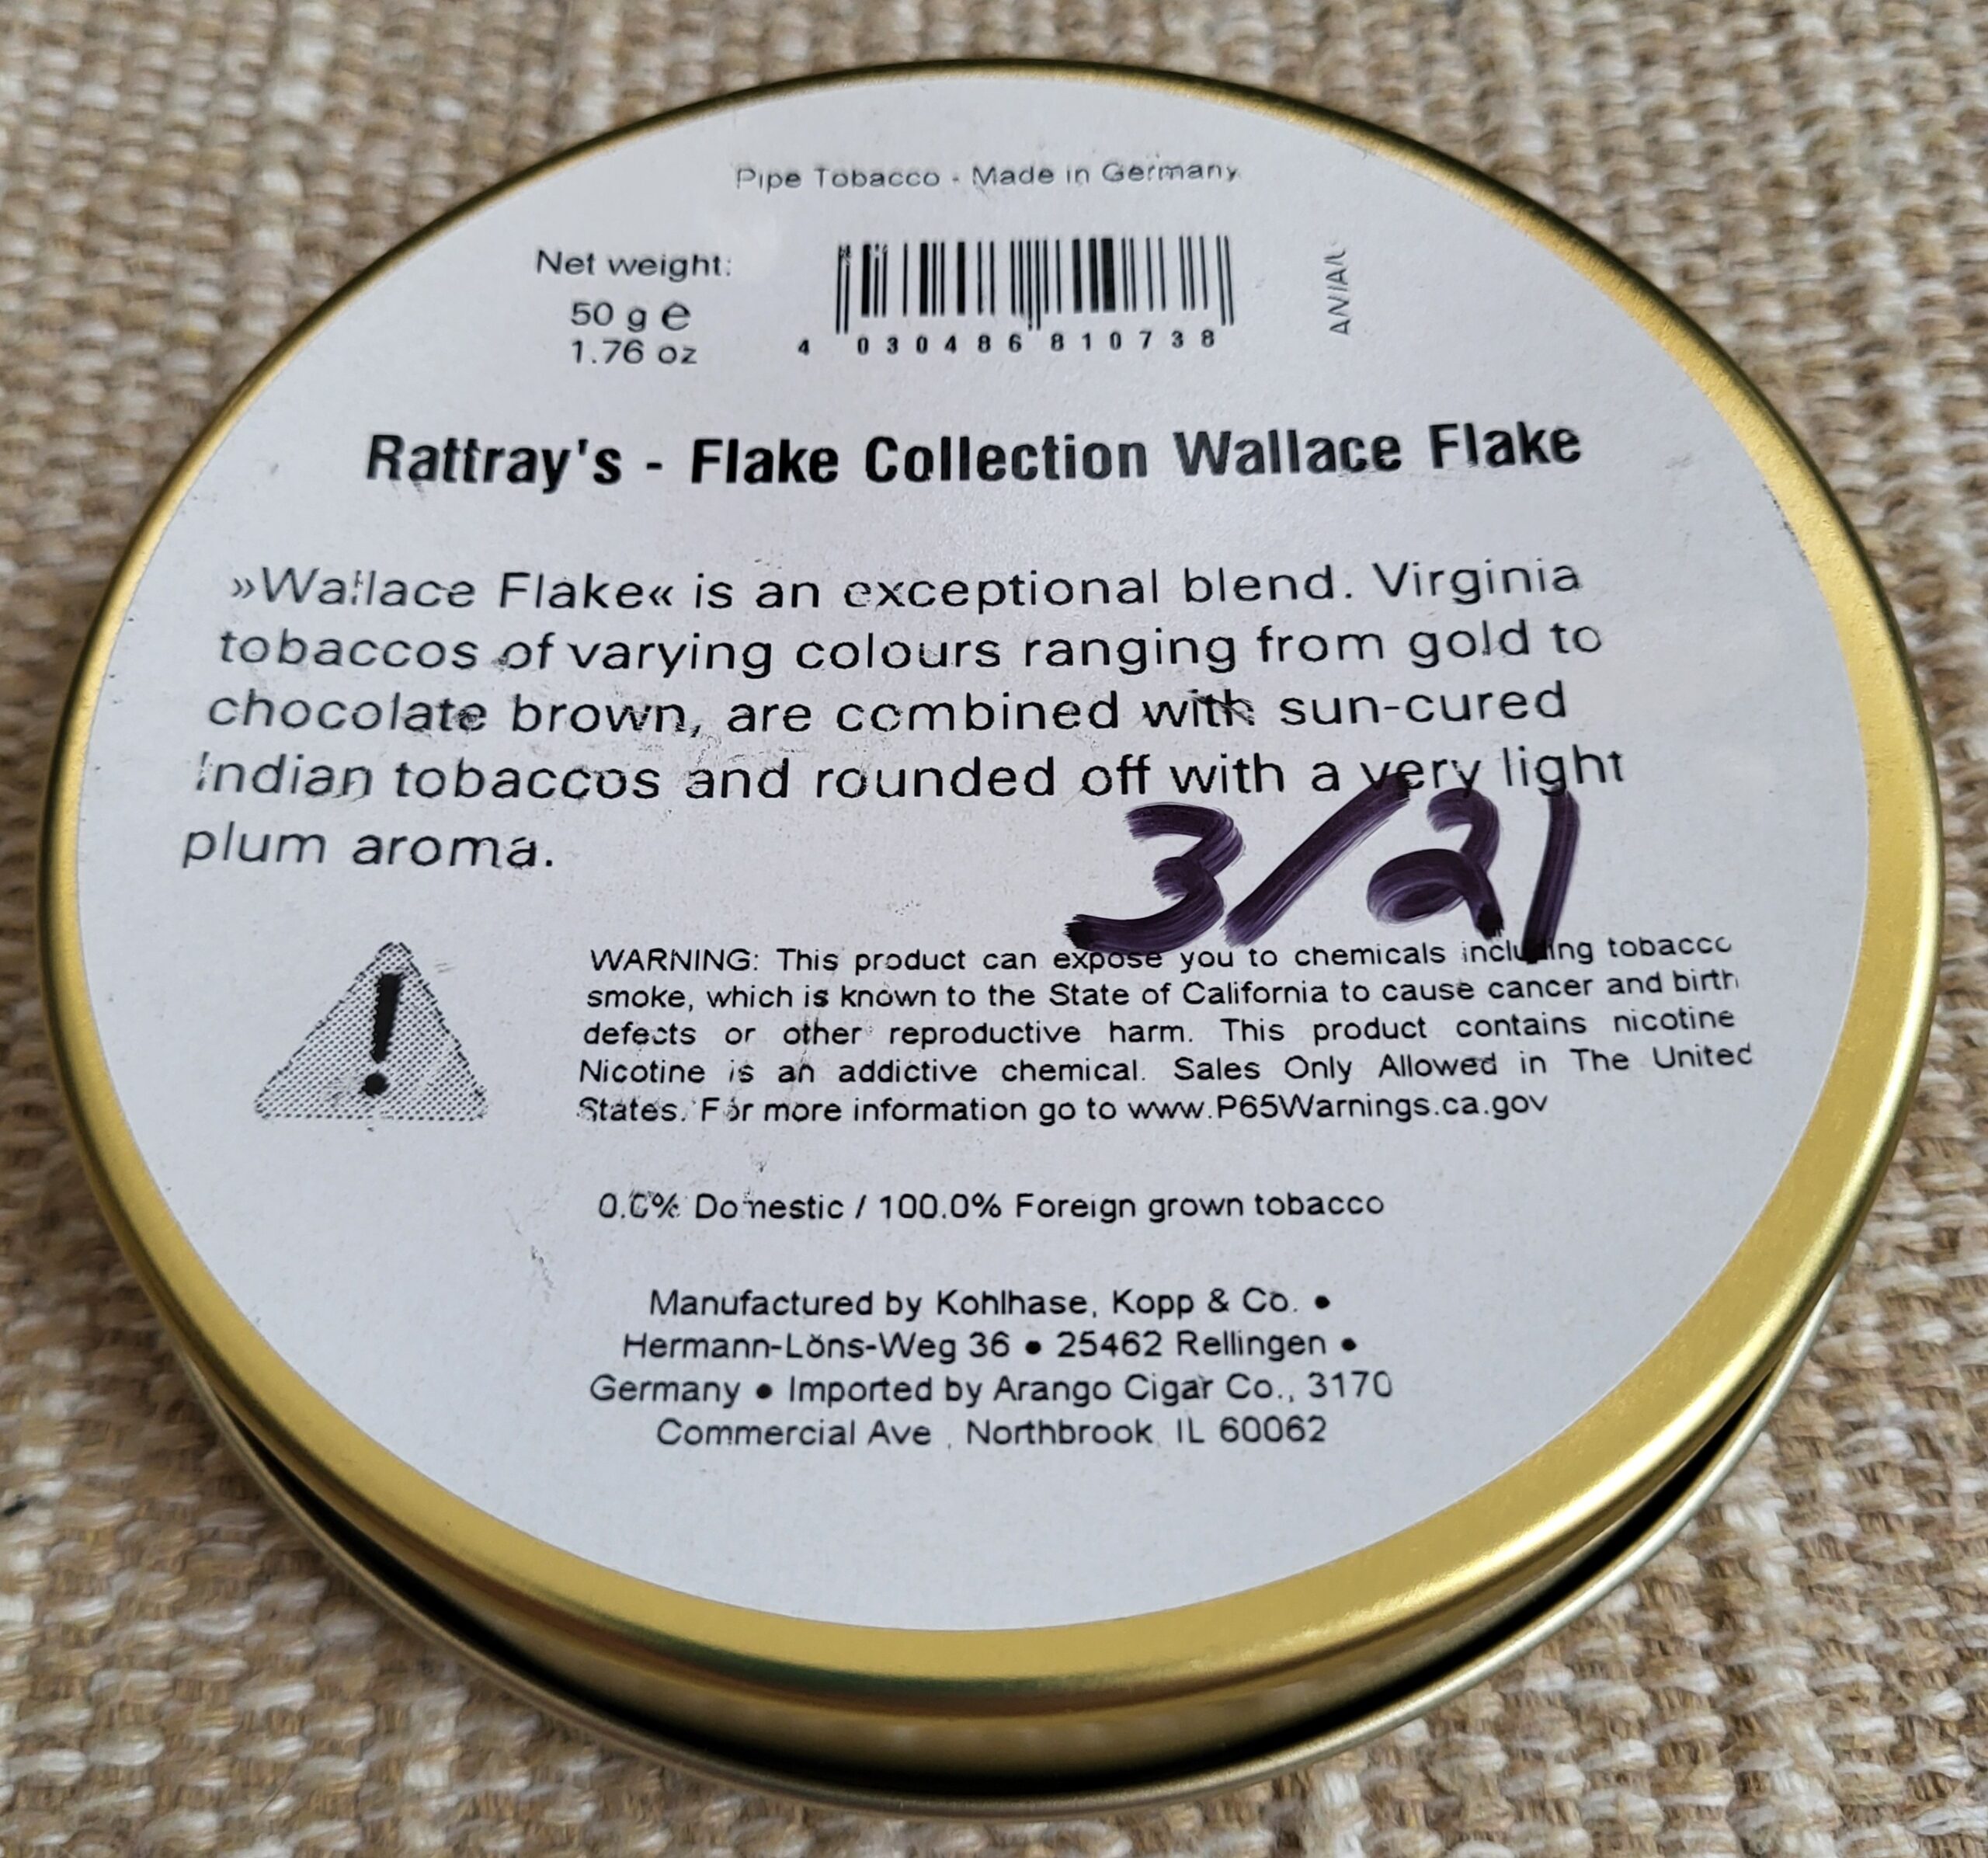 Pipe Tobacco - Made in Germany
Net weight:
50 g e
1.76 oz
4 030486 810738
Rattray's - Flake Collection Wallace Flake
»Wallace Flake« is an exceptional blend. Virginia
tobaccos of varying colours ranging from gold to
chocolate brown, are combined with sun-cured
Indian tobaccos and rounded off with a very light
plum aroma.
3/21
WARNING: This product can expose you to chemicals including tobacco
smoke, which is known to the State of California to cause cancer and birth
defects or other reproductive harm. This product contains nicotine
Nicotine is an addictive chemical. Sales Only Allowed in The United
States. For more information go to www.P65Warnings.ca.gov
0.0% Domestic / 100.0% Foreign grown tobacco
Manufactured by Kohlhase, Kopp & Co. •
Hermann-Löns-Weg 36 • 25462 Rellingen •
Germany • Imported by Arango Cigar Co., 3170
Commercial Ave , Northbrook IL 60062